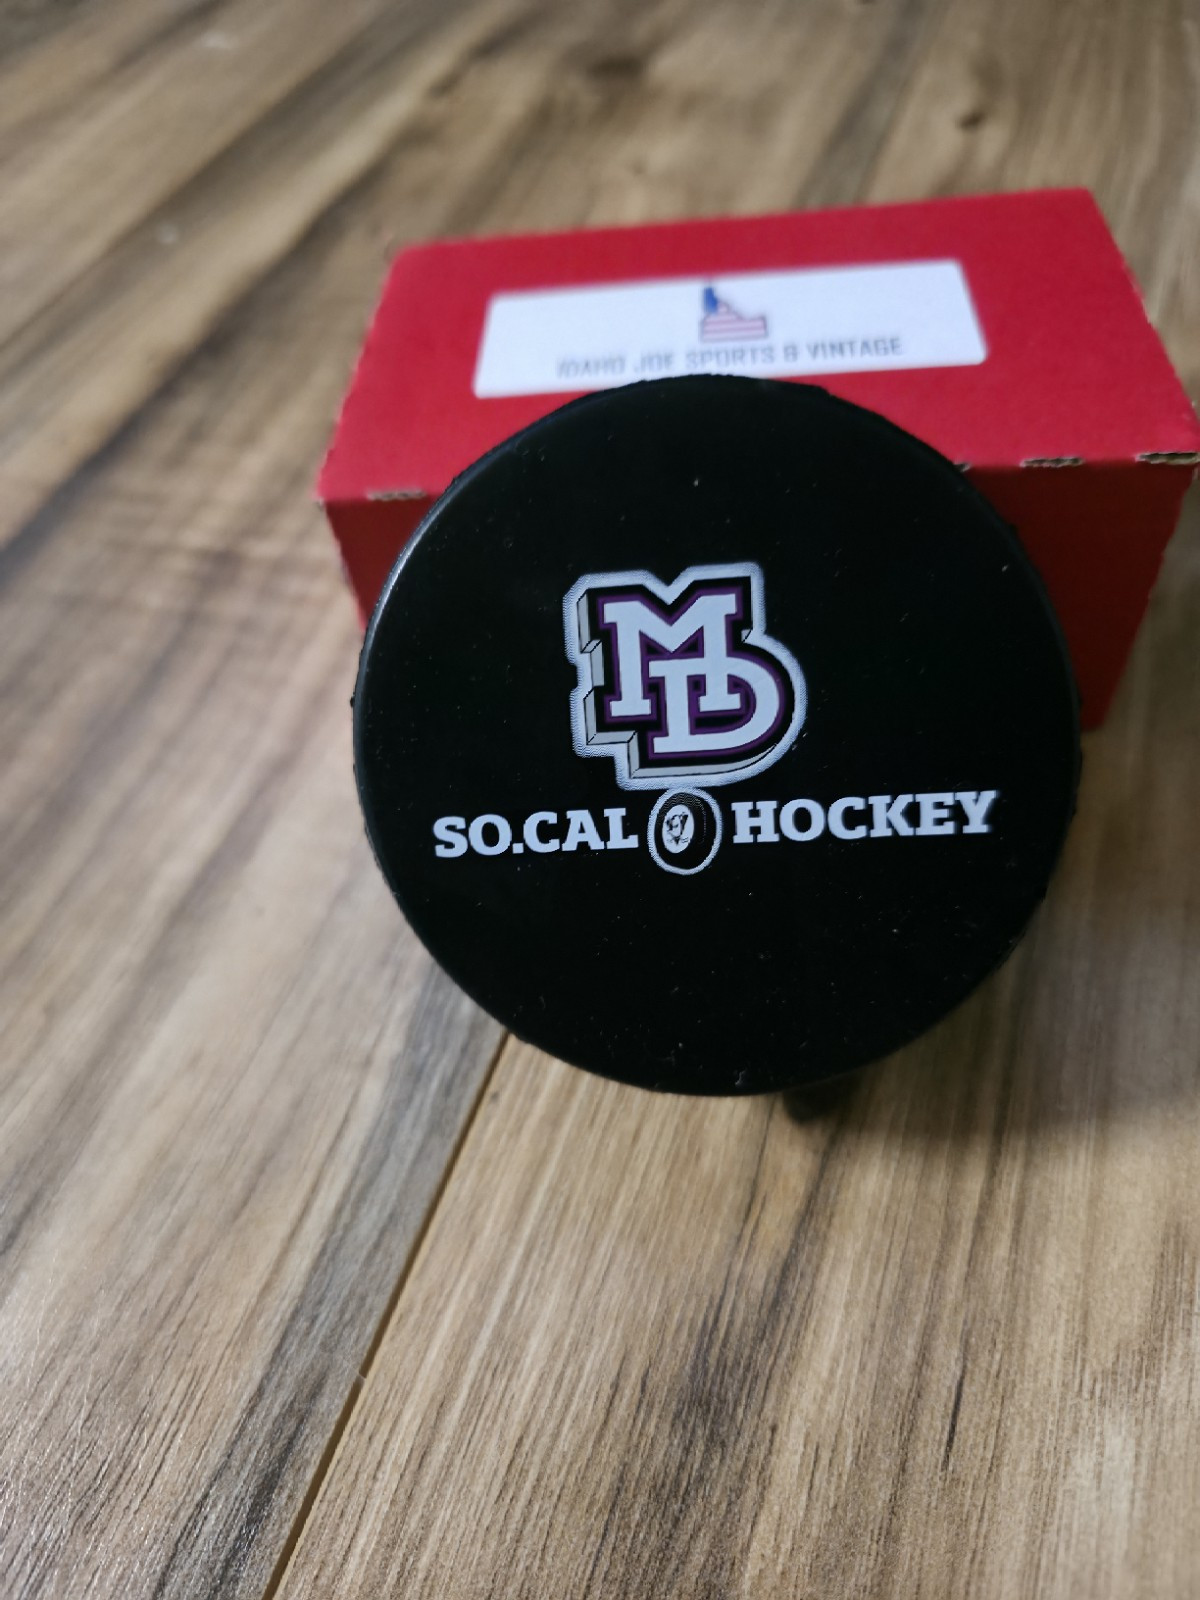 IDAHO JOE SPORTS & VINTAGE
MD
SO.CAL HOCKEY